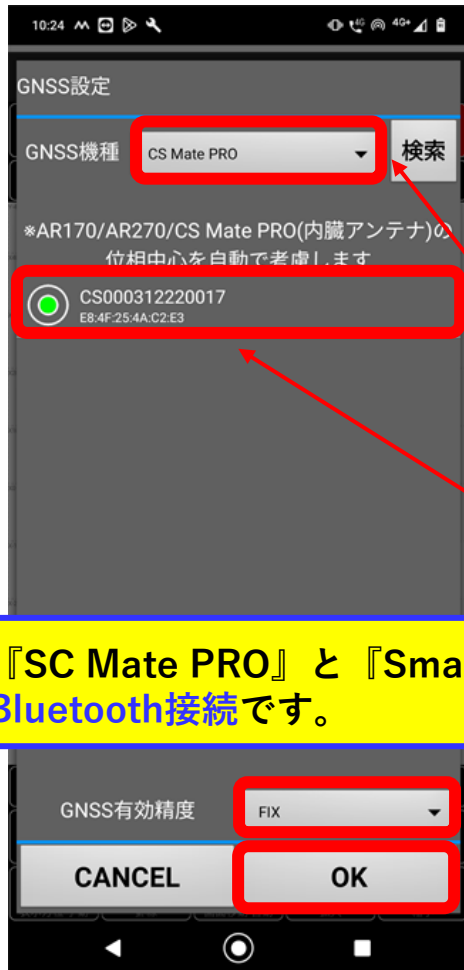 10:24
4G
4G+
GNSS設定
GNSS機種
CS Mate PRO
検索
*AR170/AR270/CS Mate PRO(内臓アンテナ)の
位相中心を自動で考慮します
CS000312220017
E8:4F:25:4A:C2:E3
『SC Mate PRO』と『Sma
Bluetooth接続です。
GNSS有効精度
FIX
CANCEL
OK